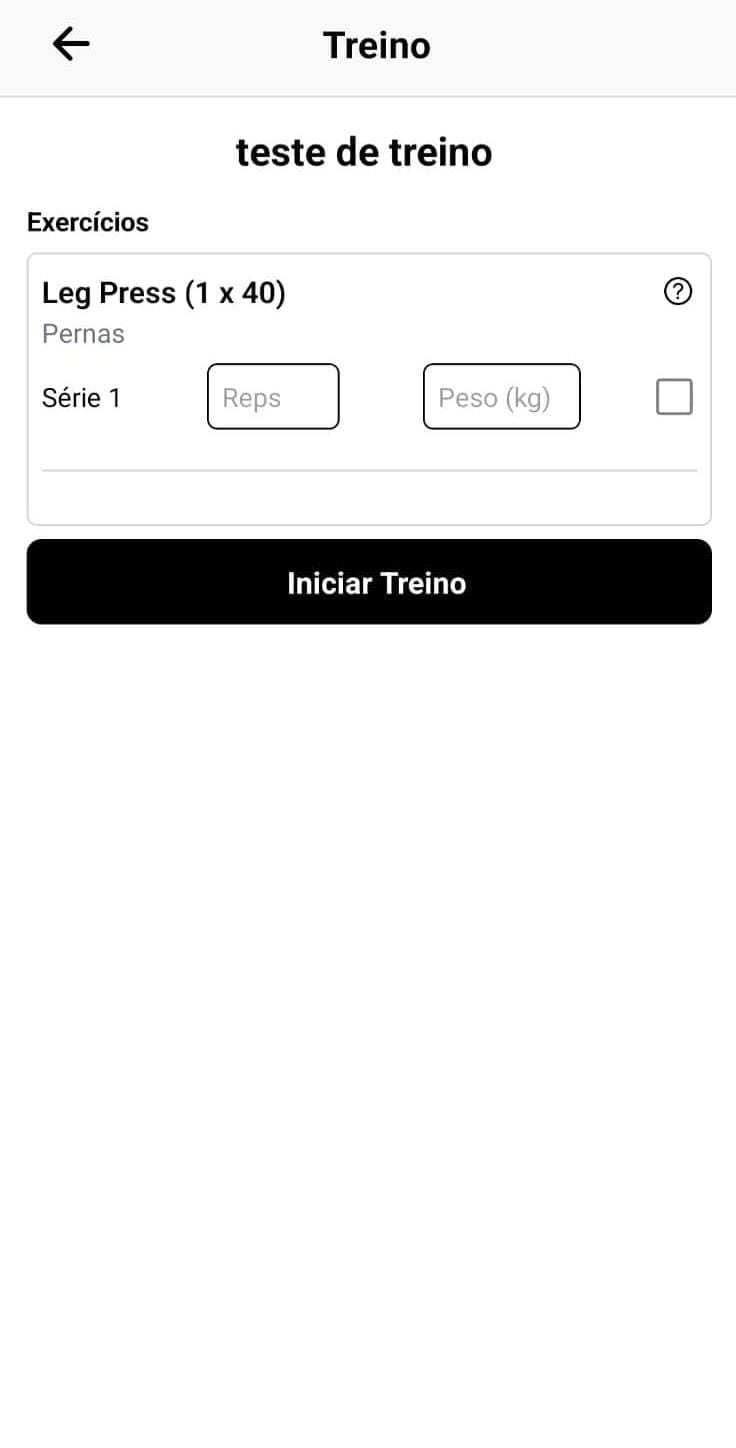 Treino
teste de treino
Exercícios
Leg Press (1 x 40)
Pernas
Série 1 Reps Peso (kg)
Iniciar Treino